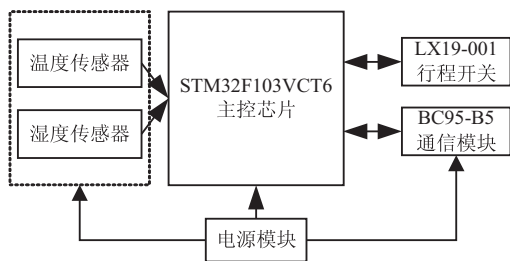 温度传感器
湿度传感器
STM32F103VCT6
主控芯片
LX19-001
行程开关
BC95-B5
通信模块
电源模块